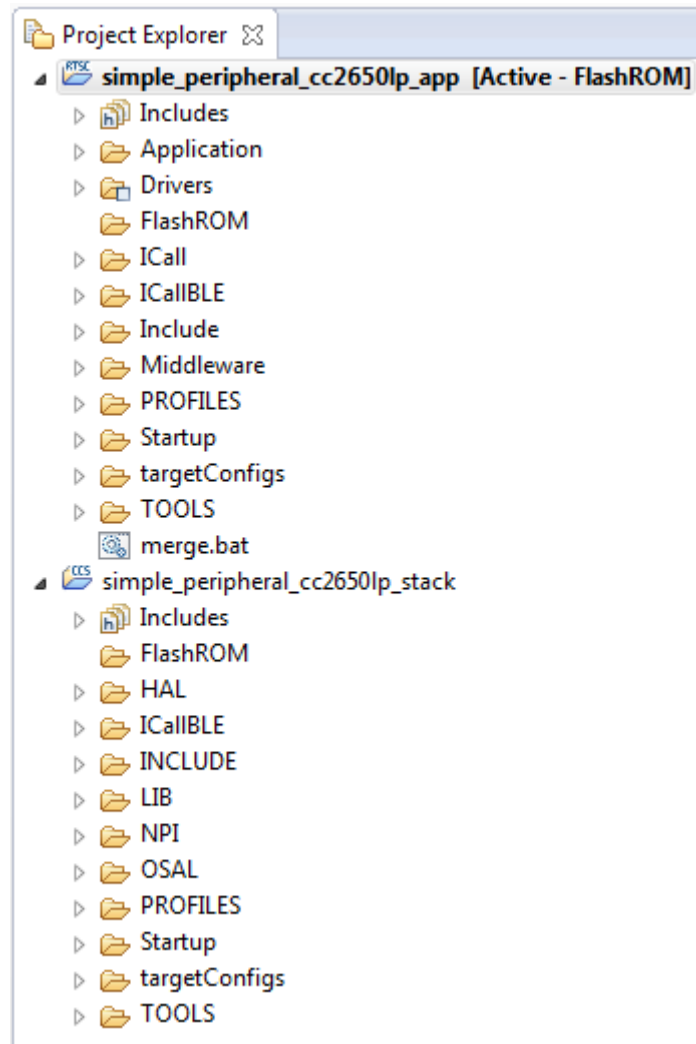 Project Explorer
RTSC simple_peripheral_cc2650lp_app [Active - FlashROM]
h Includes
Application
Drivers
FlashROM
ICall
ICallBLE
Include
Middleware
PROFILES
Startup
targetConfigs
TOOLS
merge.bat
CCS simple_peripheral_cc2650lp_stack
h Includes
FlashROM
HAL
ICallBLE
INCLUDE
LIB
NPI
OSAL
PROFILES
Startup
targetConfigs
TOOLS